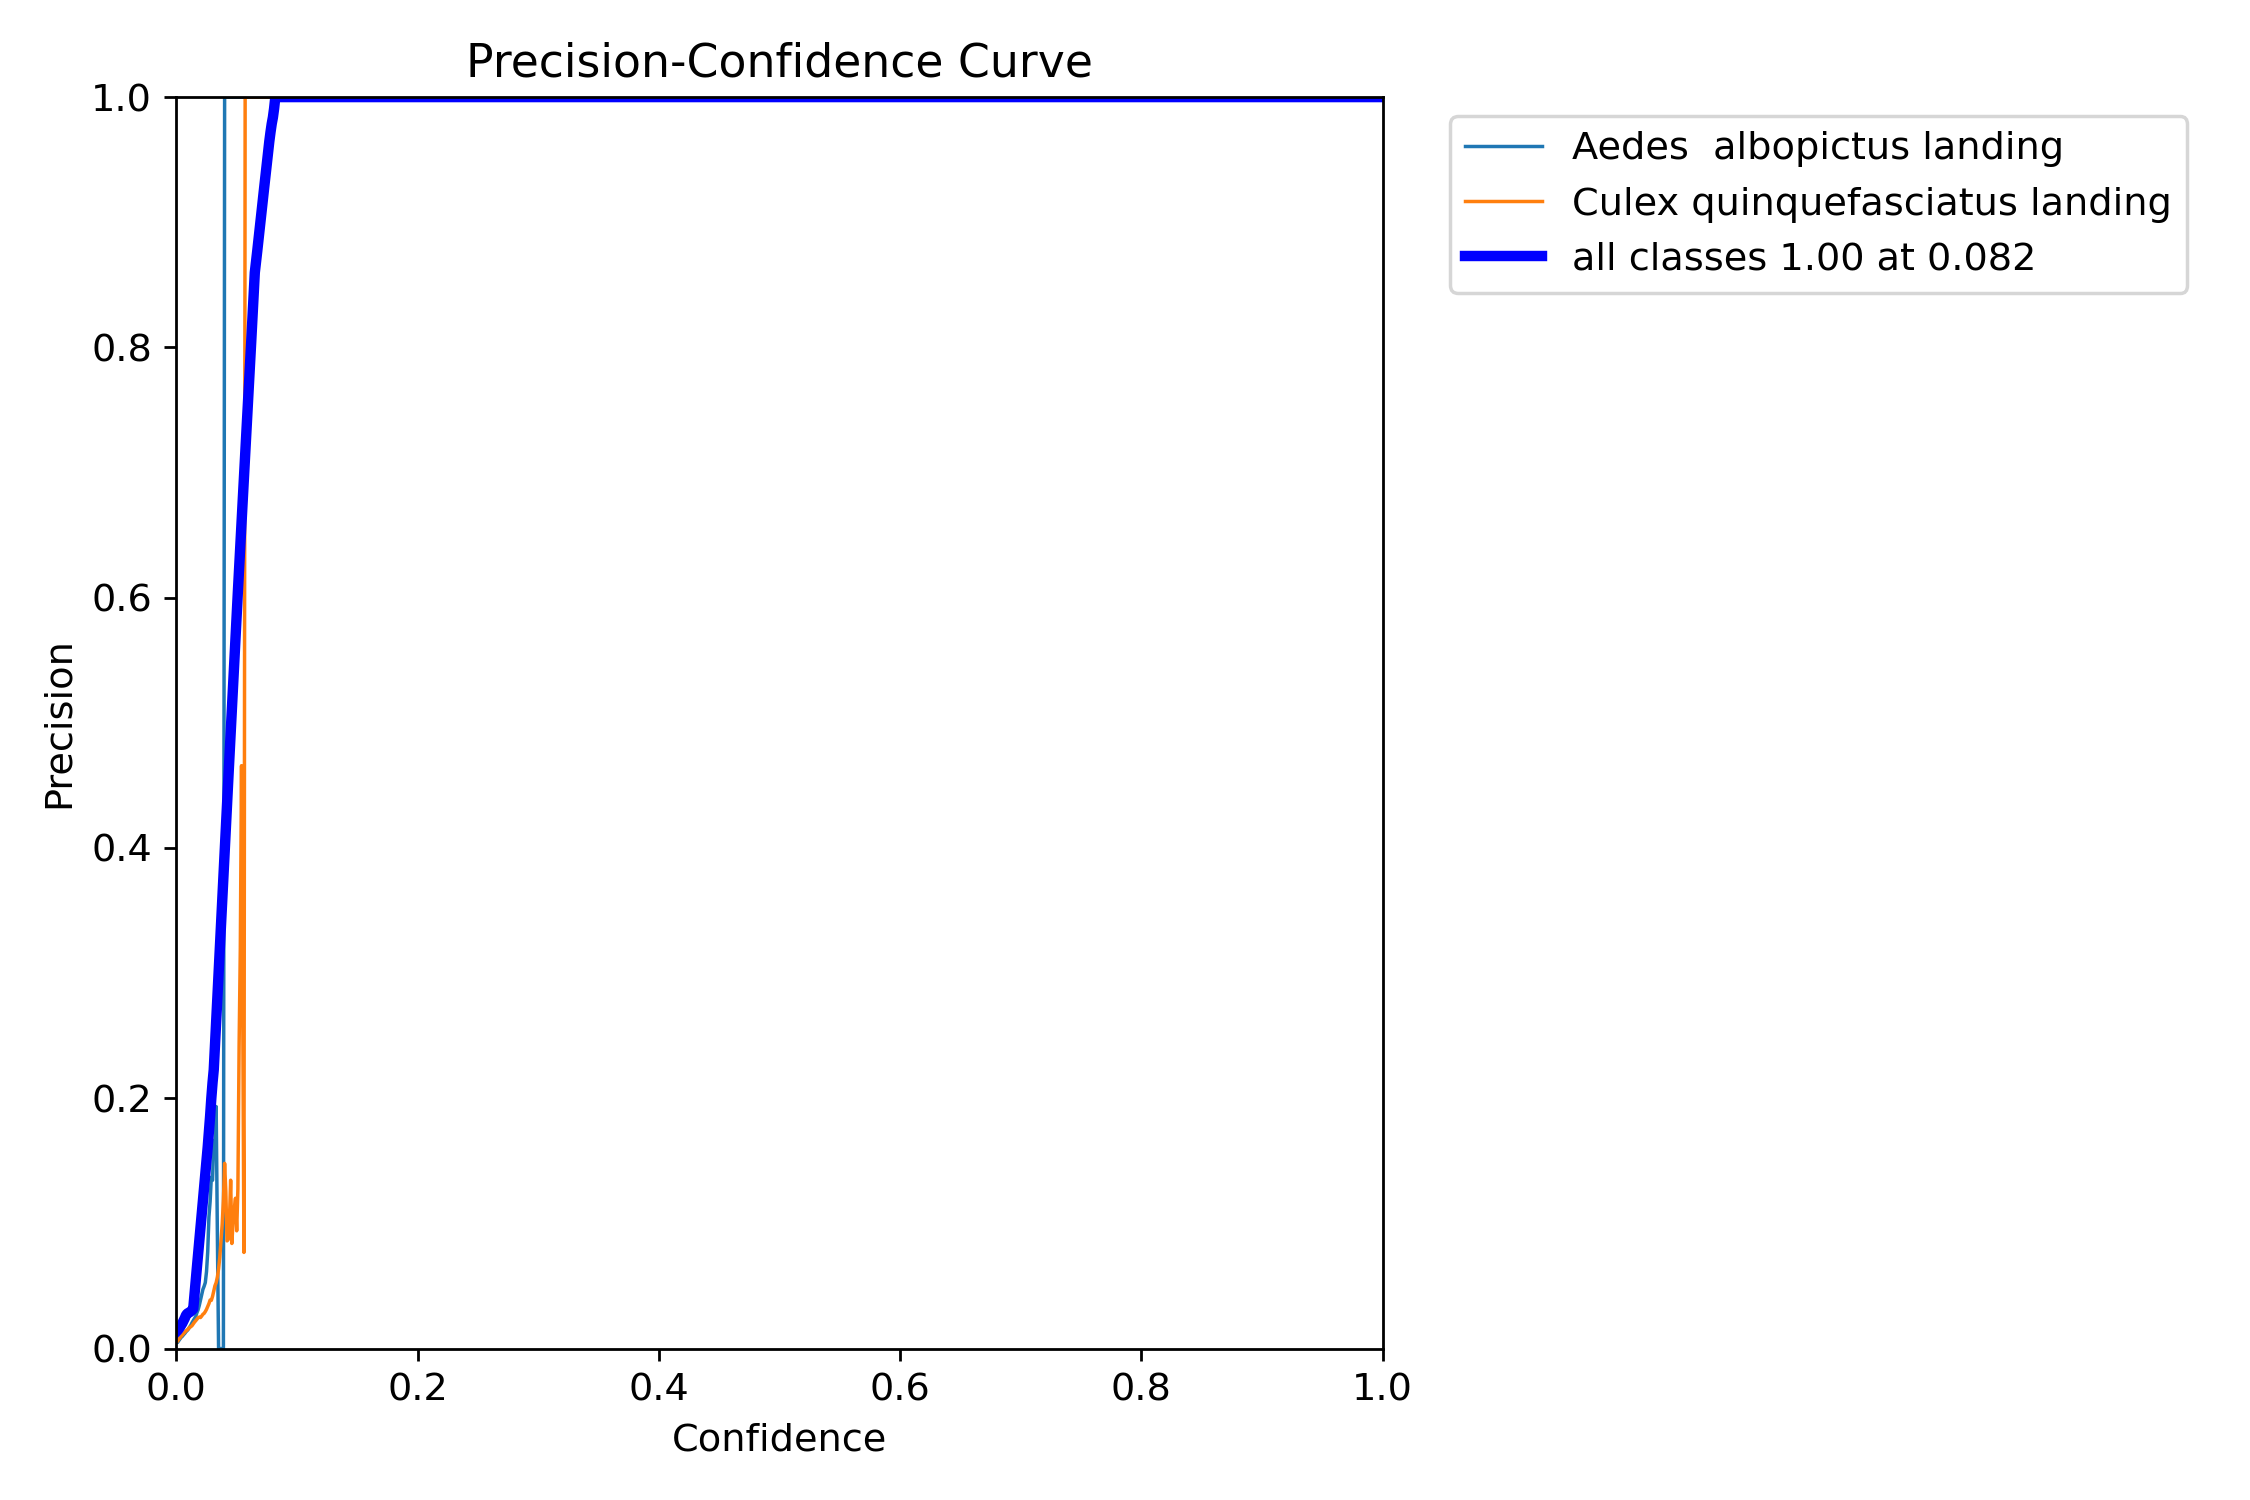 Precision-Confidence Curve
1.0
0.8
0.6
0.4
0.2
0.0
Precision
0.0 0.2 0.4 0.6 0.8 1.0
Confidence
Aedes  albopictus landing
Culex quinquefasciatus landing
all classes 1.00 at 0.082